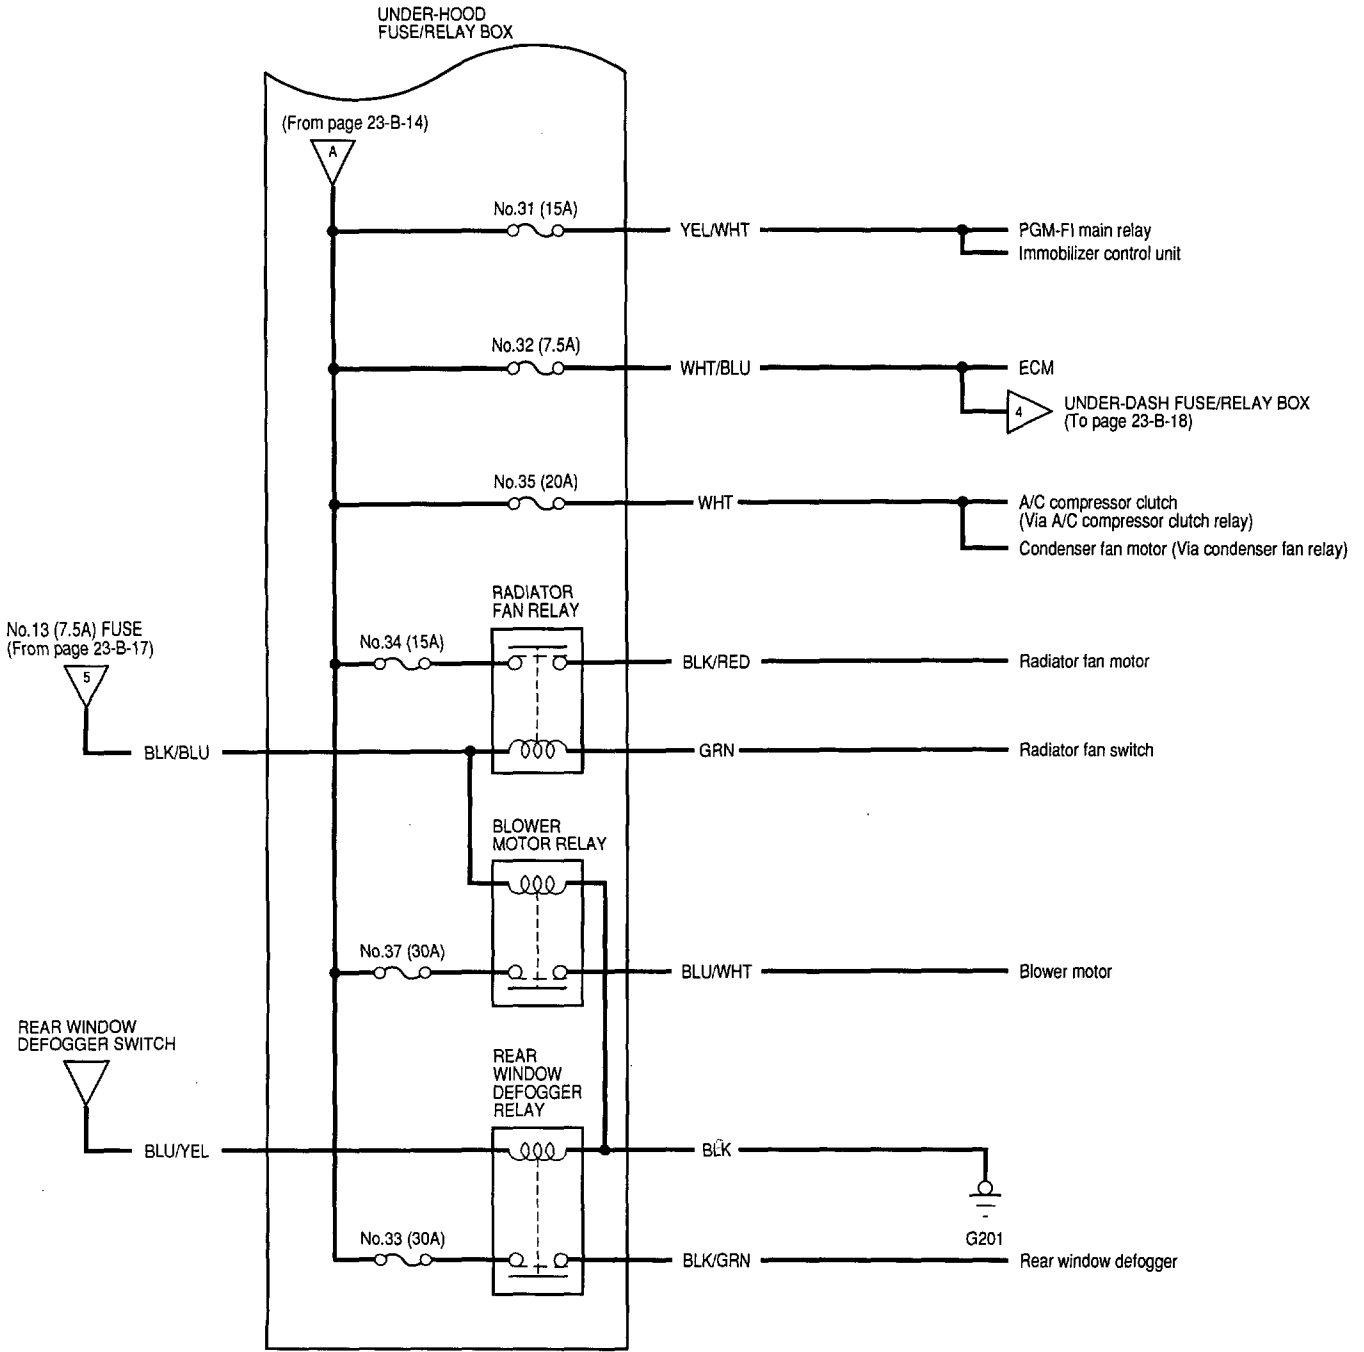 UNDER-HOOD
FUSE/RELAY BOX
(From page 23-B-14)
A
No.31 (15A)
YEL/WHT
PGM-FI main relay
Immobilizer control unit
No.32 (7.5A)
WHT/BLU
ECM
4
UNDER-DASH FUSE/RELAY BOX
(To page 23-B-18)
No.35 (20A)
WHT
A/C compressor clutch
(Via A/C compressor clutch relay)
Condenser fan motor (Via condenser fan relay)
RADIATOR
FAN RELAY
No.13 (7.5A) FUSE
(From page 23-B-17)
5
No.34 (15A)
BLK/RED
Radiator fan motor
BLK/BLU
GRN
Radiator fan switch
BLOWER
MOTOR RELAY
No.37 (30A)
BLU/WHT
Blower motor
REAR WINDOW
DEFOGGER SWITCH
REAR
WINDOW
DEFOGGER
RELAY
BLU/YEL
BLK
G201
No.33 (30A)
BLK/GRN
Rear window defogger